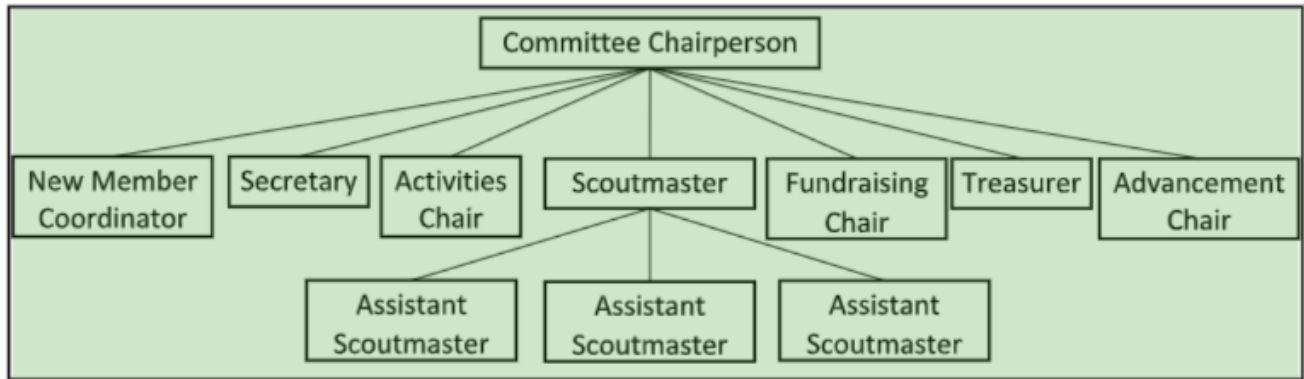 Committee Chairperson
New Member
Coordinator
Secretary
Activities
Chair
Scoutmaster
Fundraising
Chair
Treasurer
Advancement
Chair
Assistant
Scoutmaster
Assistant
Scoutmaster
Assistant
Scoutmaster